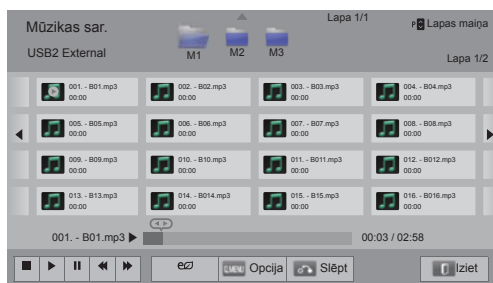 Mūzikas sar.
Lapa 1/1
P Lapas maiņa
USB2 External
M1 M2 M3
Lapa 1/2
001. - B01.mp3 002. - B02.mp3 003. - B03.mp3 004. - B04.mp3
00:00 00:00 00:00 00:00
005. - B05.mp3 006. - B06.mp3 007. - B07.mp3 008. - B08.mp3
00:00 00:00 00:00 00:00
009. - B09.mp3 010. - B10.mp3 011. - B011.mp3 012. - B012.mp3
00:00 00:00 00:00 00:00
013. - B13.mp3 014. - B014.mp3 015. - B15.mp3 016. - B016.mp3
00:00 00:00 00:00 00:00
001. - B01.mp3 00:03 / 02:58
Q.MENU Opcija Slēpt Iziet